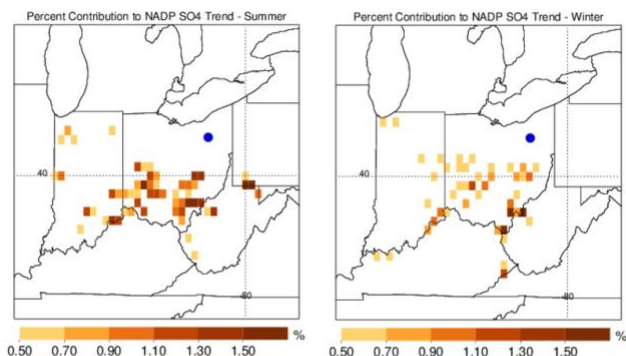 Percent Contribution to NADP SO4 Trend - Summer
40
-80
0.50 0.70 0.90 1.10 1.30 1.50 %
Percent Contribution to NADP SO4 Trend - Winter
40
-80
0.50 0.70 0.90 1.10 1.30 1.50 %